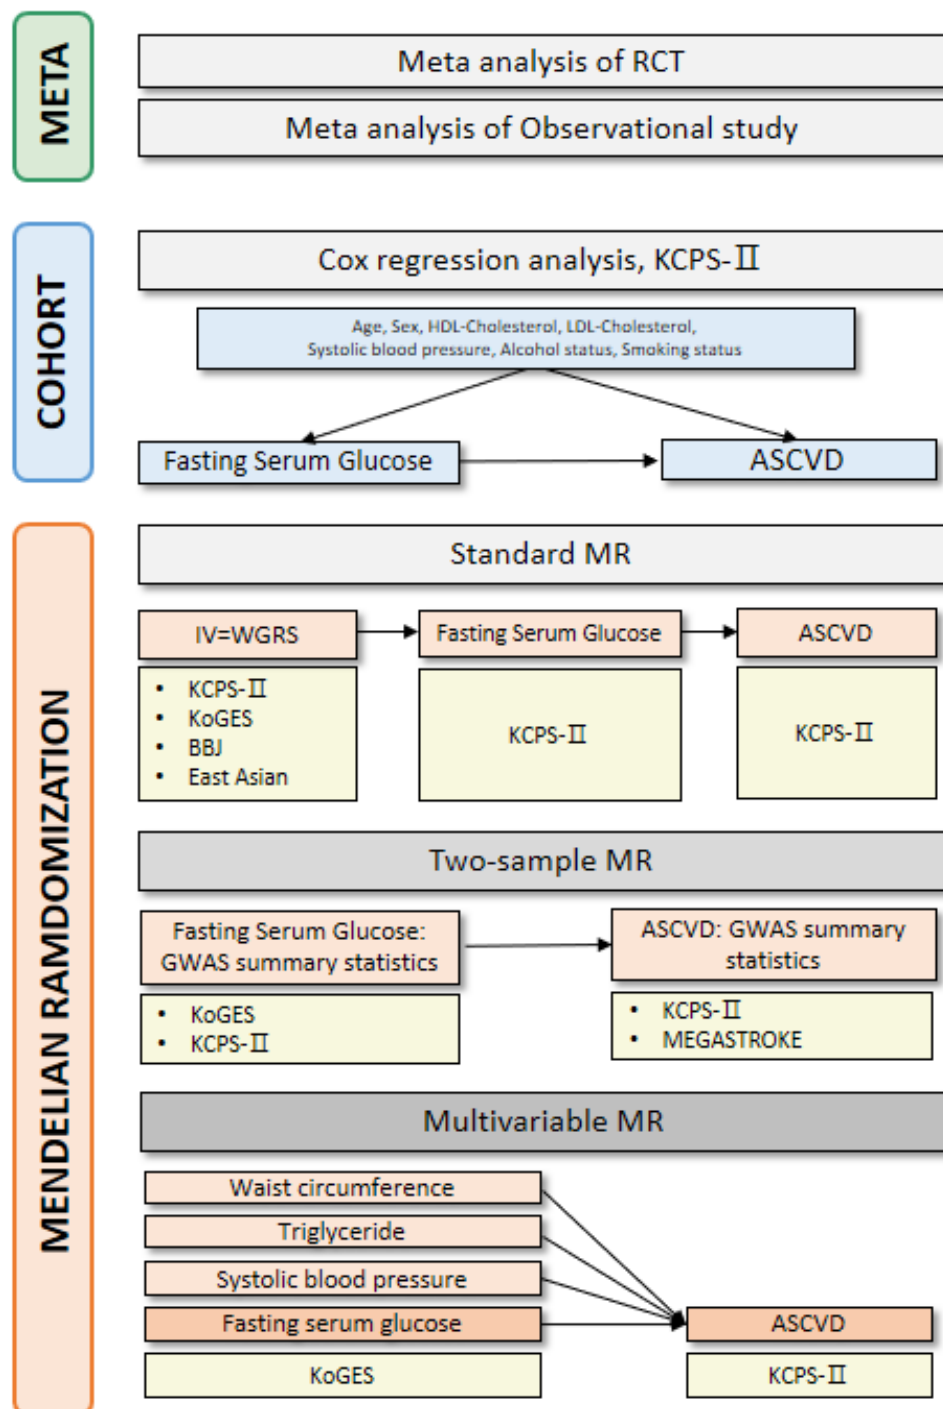 META
Meta analysis of RCT
Meta analysis of Observational study
COHORT
Cox regression analysis, KCPS-Ⅱ
Age, Sex, HDL-Cholesterol, LDL-Cholesterol,
Systolic blood pressure, Alcohol status, Smoking status
Fasting Serum Glucose
ASCVD
MENDELIAN RAMDOMIZATION
Standard MR
IV=WGRS
Fasting Serum Glucose
ASCVD
• KCPS-Ⅱ
• KoGES
• BBJ
• East Asian
KCPS-Ⅱ
KCPS-Ⅱ
Two-sample MR
Fasting Serum Glucose:
GWAS summary statistics
ASCVD: GWAS summary
statistics
• KoGES
• KCPS-Ⅱ
• KCPS-Ⅱ
• MEGASTROKE
Multivariable MR
Waist circumference
Triglyceride
Systolic blood pressure
Fasting serum glucose
ASCVD
KoGES
KCPS-Ⅱ